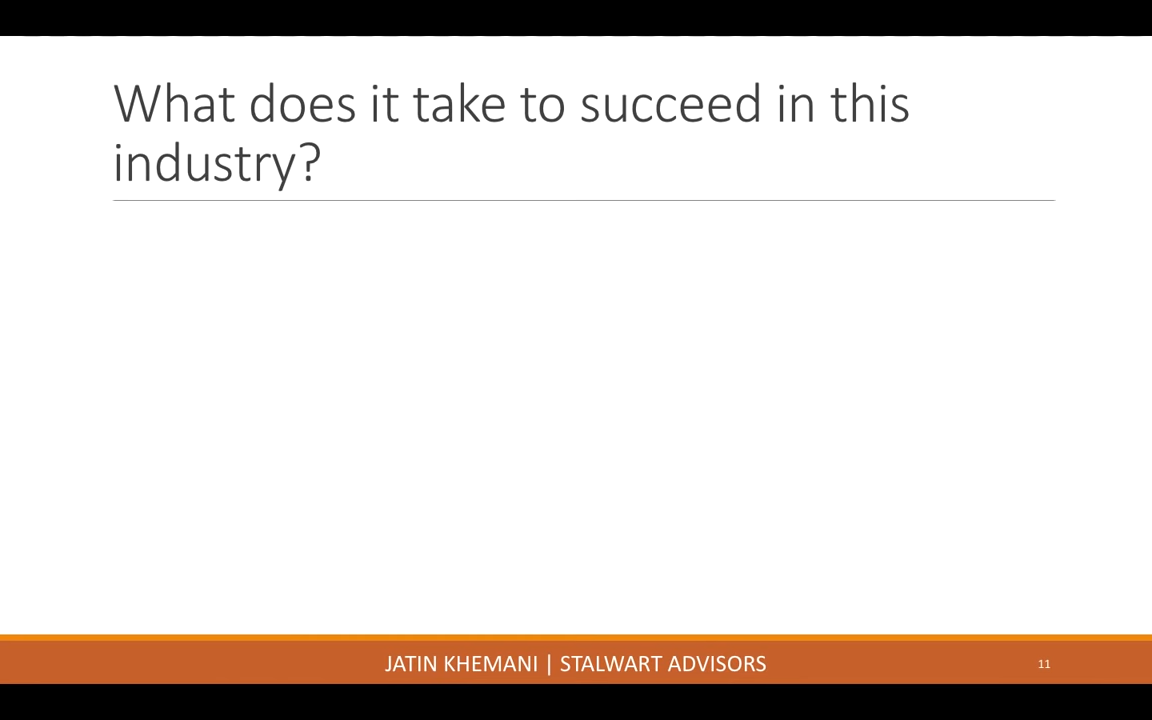 What does it take to succeed in this
industry?
JATIN KHEMANI | STALWART ADVISORS
11